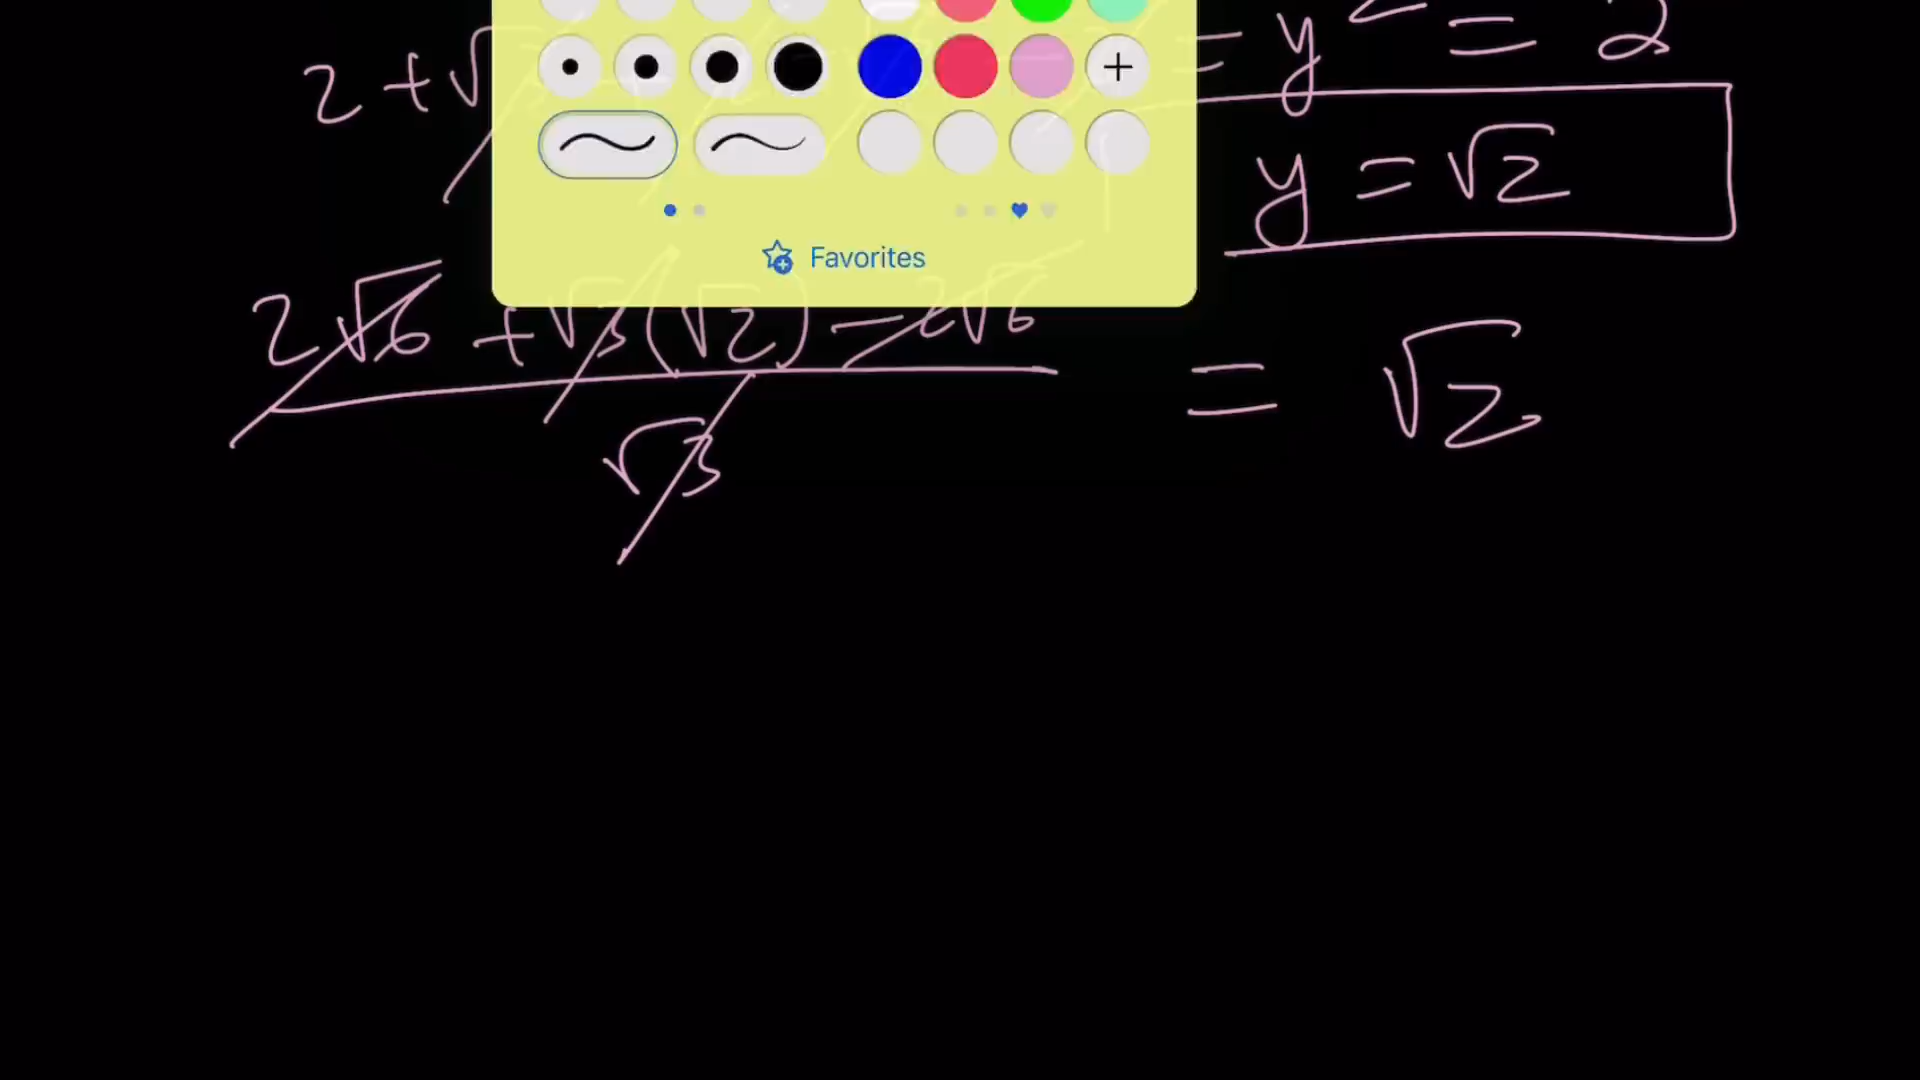 2 + √ = y² = 2
y = √2
Favorites
2√6 + √3(√2) − 2√6 = √2
√3